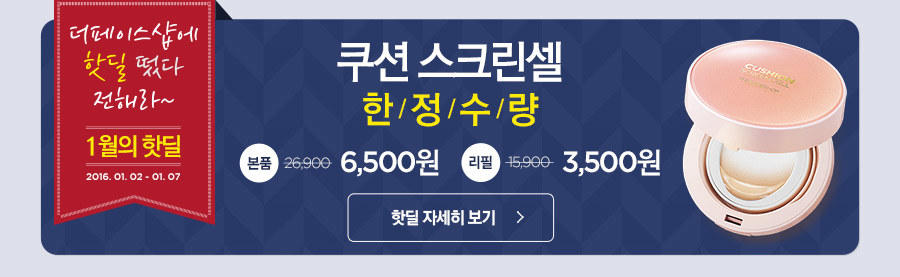 더페이스샵에
핫딜 떴다
전해라~
1월의 핫딜
2016. 01. 02 - 01. 07
쿠션 스크린셀
한/정/수/량
본품 26,900 6,500원 리필 15,900 3,500원
핫딜 자세히 보기 >
CUSHION